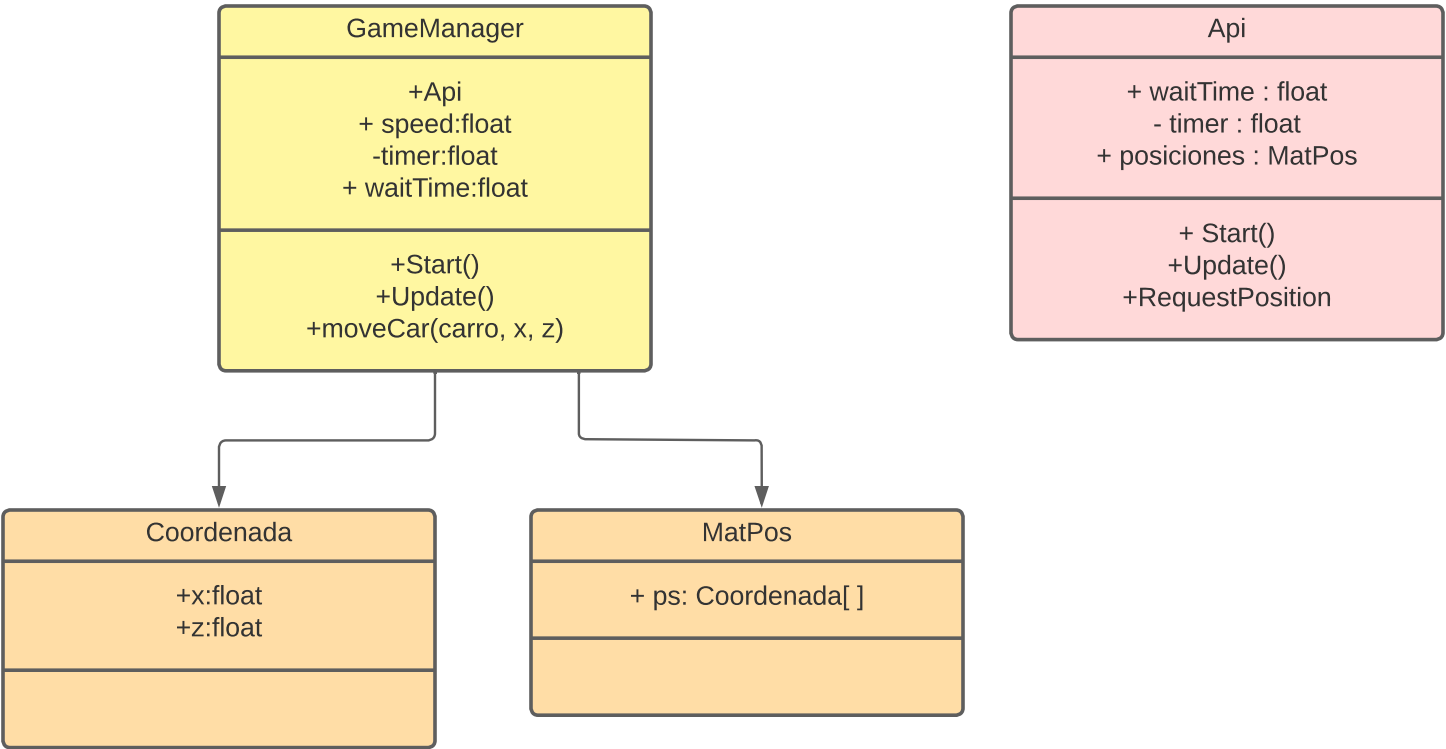 GameManager
+Api
+ speed:float
-timer:float
+ waitTime:float
+Start()
+Update()
+moveCar(carro, x, z)
Api
+ waitTime : float
- timer : float
+ posiciones : MatPos
+ Start()
+Update()
+RequestPosition
Coordenada
+x:float
+z:float
MatPos
+ ps: Coordenada[ ]